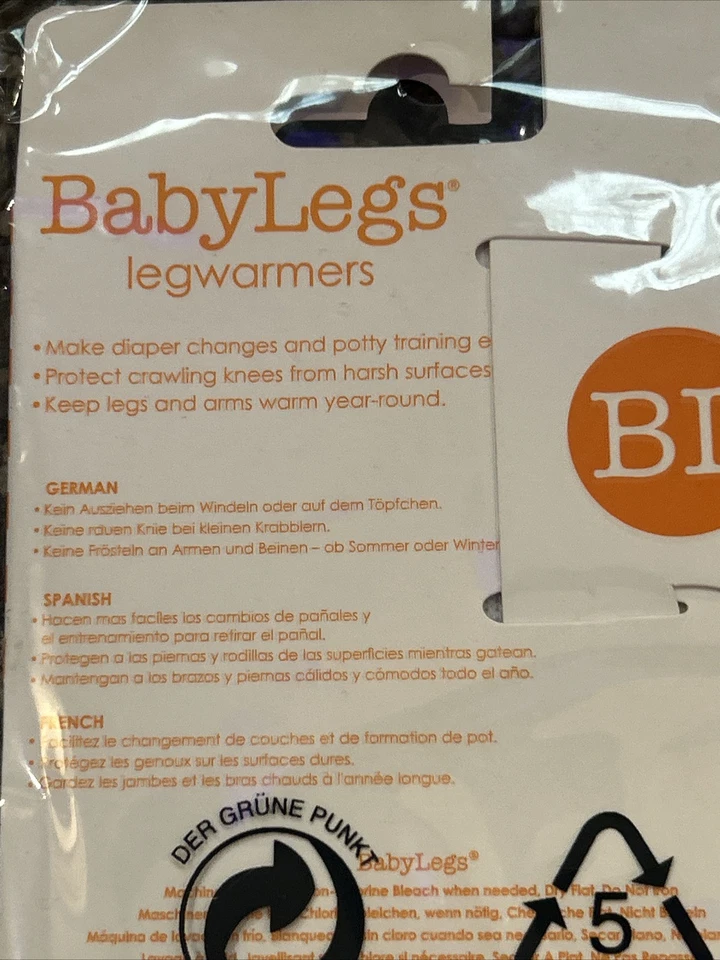 BabyLegs®
legwarmers
• Make diaper changes and potty training e
• Protect crawling knees from harsh surfaces
• Keep legs and arms warm year-round.
BL
GERMAN
• Kein Ausziehen beim Windeln oder auf dem Töpfchen.
• Keine rauen Knie bei kleinen Krabblern.
• Keine Frösteln an Armen und Beinen – ob Sommer oder Winter
SPANISH
• Hacen mas faciles los cambios de pañales y
el entrenamiento para retirar el pañal.
• Protegen a las piernas y rodillas de las superficies mientras gatean.
• Mantengan a los brazos y piernas cálidos y cómodos todo el año.
FRENCH
• Facilitez le changement de couches et de formation de pot.
• Protégez les genoux sur les surfaces dures.
• Gardez les jambes et les bras chauds à l'année longue.
DER GRÜNE PUNKT
BabyLegs®
Bleach when needed, Flat, Do Not Iron
wenn nötig, Nicht
Máquina de frio, cloro cuando sea
5